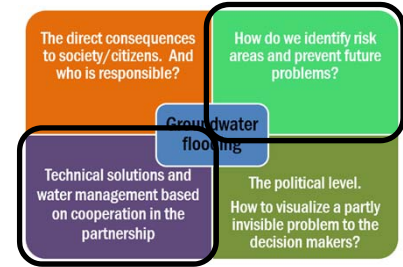 The direct consequences
to society/citizens. And
who is responsible?
How do we identify risk
areas and prevent future
problems?
Groundwater
flooding
Technical solutions and
water management based
on cooperation in the
partnership
The political level.
How to visualize a partly
invisible problem to the
decision makers?